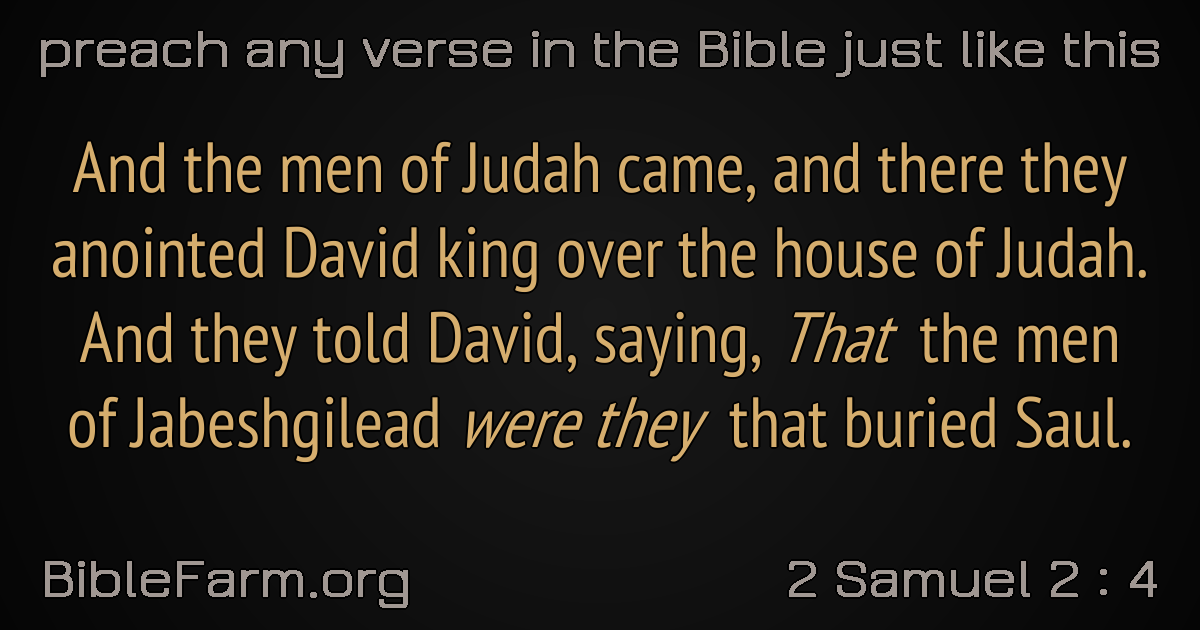 preach any verse in the Bible just like this
And the men of Judah came, and there they
anointed David king over the house of Judah.
And they told David, saying, That the men
of Jabeshgilead were they that buried Saul.
BibleFarm.org
2 Samuel 2 : 4